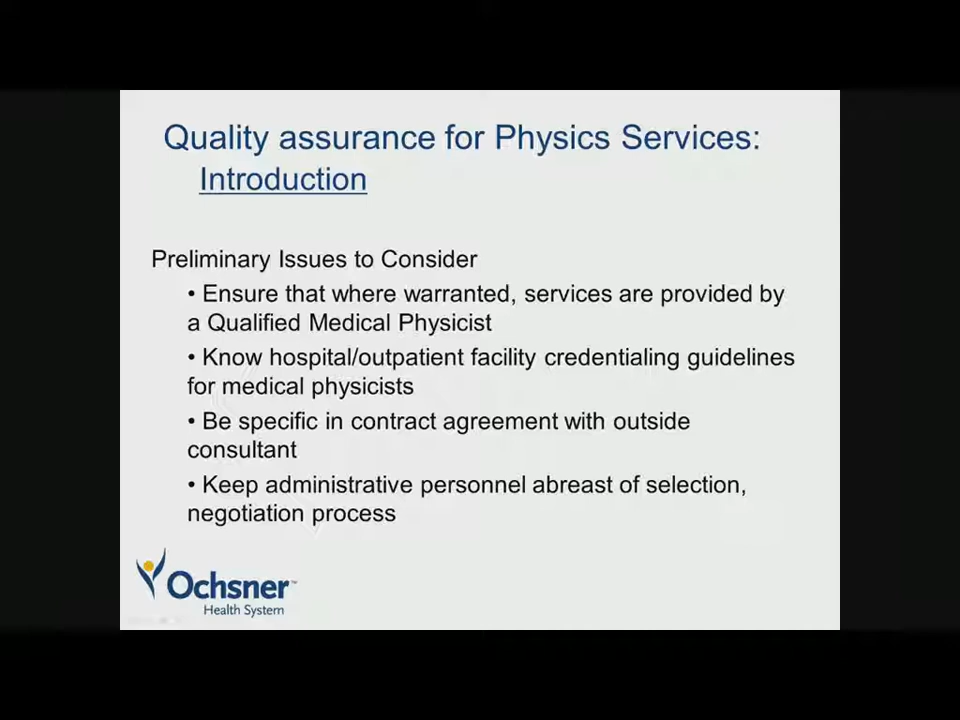 Quality assurance for Physics Services:
Introduction
Preliminary Issues to Consider
• Ensure that where warranted, services are provided by
a Qualified Medical Physicist
• Know hospital/outpatient facility credentialing guidelines
for medical physicists
• Be specific in contract agreement with outside
consultant
• Keep administrative personnel abreast of selection,
negotiation process
Ochsner™
Health System